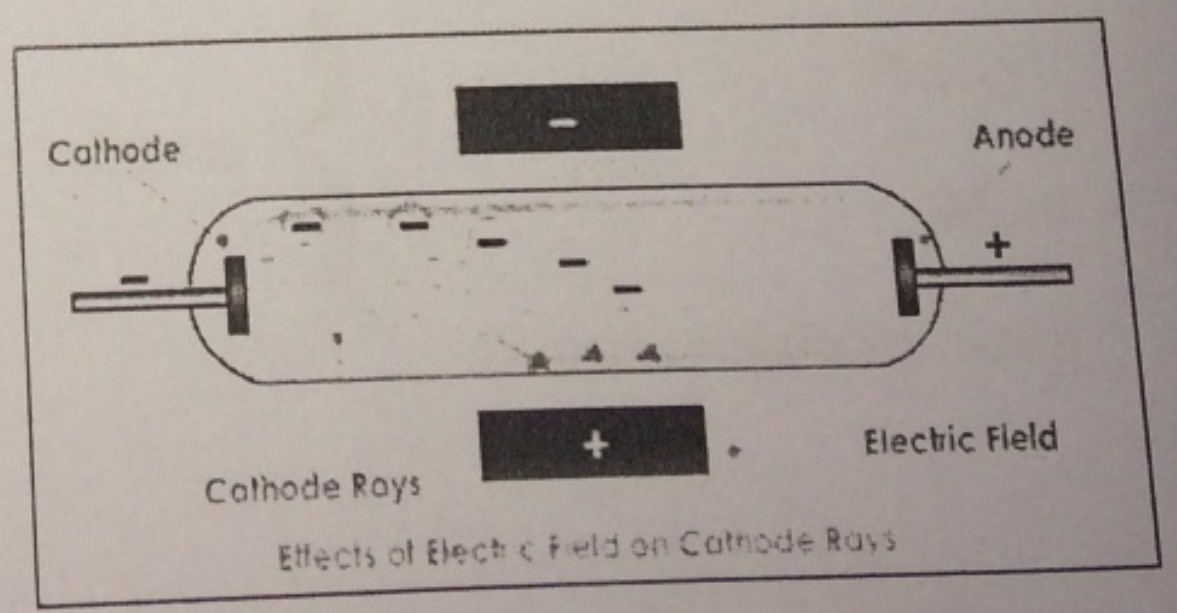 −
Cathode
Anode
− − − − −
−
+
+
Cathode Rays
Electric Field
Effects of Electric Field on Cathode Rays